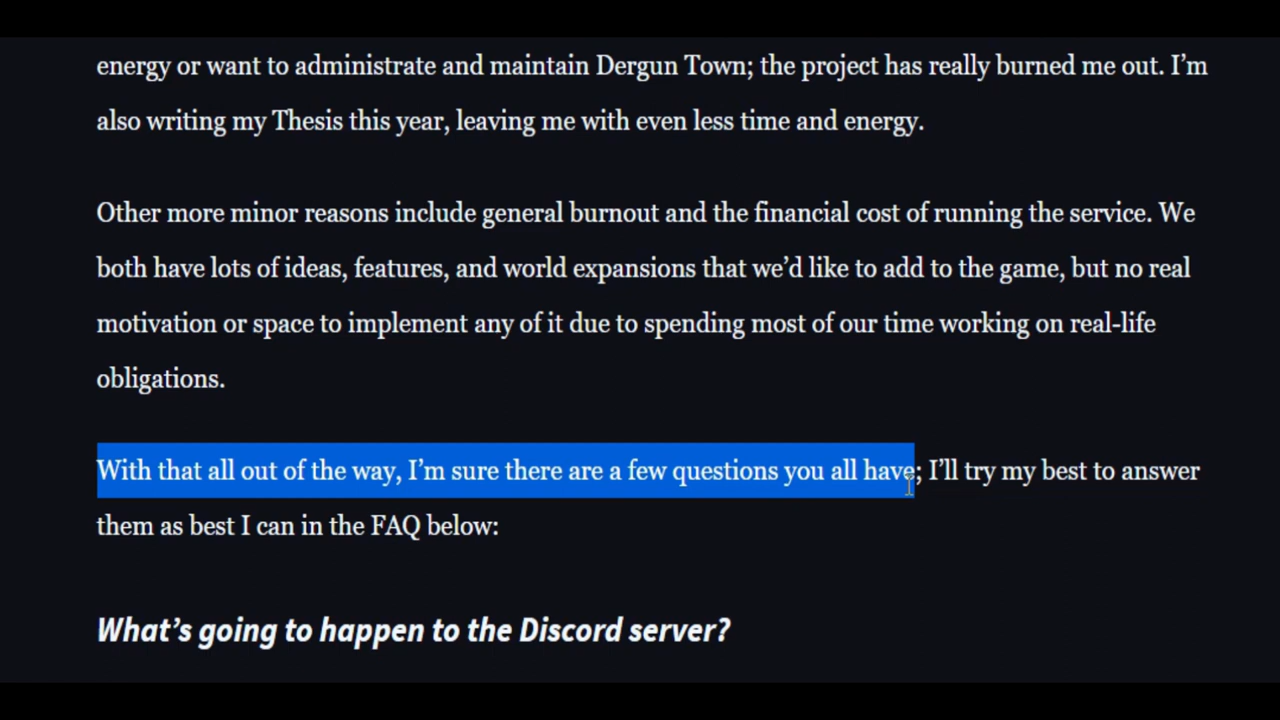 energy or want to administrate and maintain Dergun Town; the project has really burned me out. I’m
also writing my Thesis this year, leaving me with even less time and energy.
Other more minor reasons include general burnout and the financial cost of running the service. We
both have lots of ideas, features, and world expansions that we’d like to add to the game, but no real
motivation or space to implement any of it due to spending most of our time working on real-life
obligations.
With that all out of the way, I’m sure there are a few questions you all have; I’ll try my best to answer
them as best I can in the FAQ below:
What’s going to happen to the Discord server?